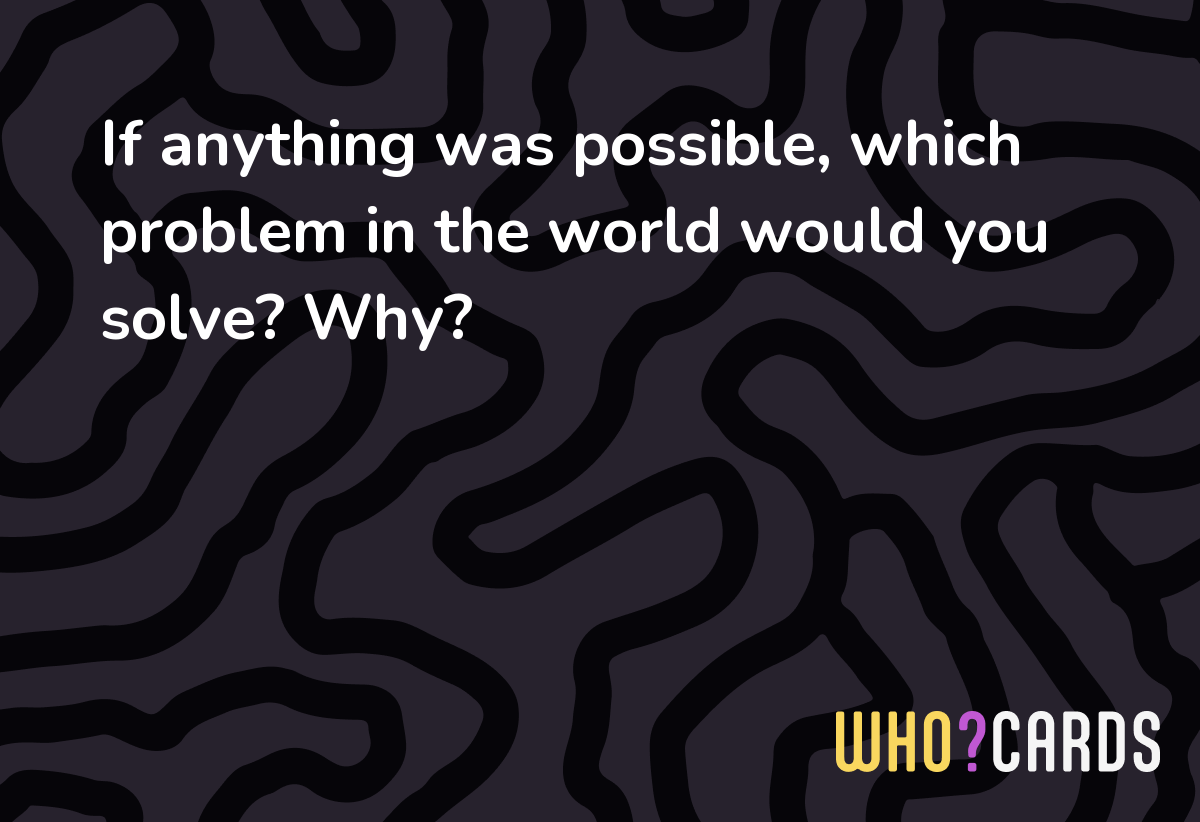 If anything was possible, which
problem in the world would you
solve? Why?
WHO?CARDS